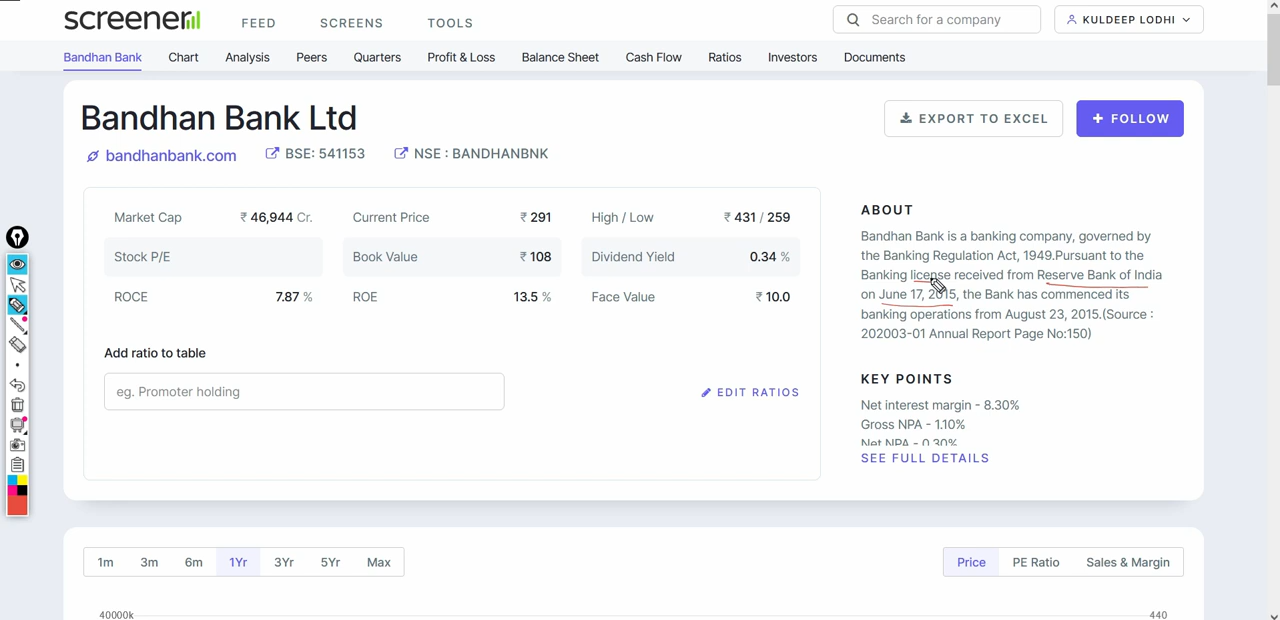 screener
FEED SCREENS TOOLS
Search for a company
KULDEEP LODHI
Bandhan Bank Chart Analysis Peers Quarters Profit & Loss Balance Sheet Cash Flow Ratios Investors Documents
Bandhan Bank Ltd
EXPORT TO EXCEL
+ FOLLOW
bandhanbank.com BSE: 541153 NSE : BANDHANBNK
Market Cap ₹ 46,944 Cr. Current Price ₹ 291 High / Low ₹ 431 / 259
Stock P/E Book Value ₹ 108 Dividend Yield 0.34 %
ROCE 7.87 % ROE 13.5 % Face Value ₹ 10.0
Add ratio to table
eg. Promoter holding
EDIT RATIOS
ABOUT
Bandhan Bank is a banking company, governed by
the Banking Regulation Act, 1949.Pursuant to the
Banking license received from Reserve Bank of India
on June 17, 2015, the Bank has commenced its
banking operations from August 23, 2015.(Source :
202003-01 Annual Report Page No:150)
KEY POINTS
Net interest margin - 8.30%
Gross NPA - 1.10%
Net NPA - 0.30%
SEE FULL DETAILS
1m 3m 6m 1Yr 3Yr 5Yr Max
Price PE Ratio Sales & Margin
40000k 440